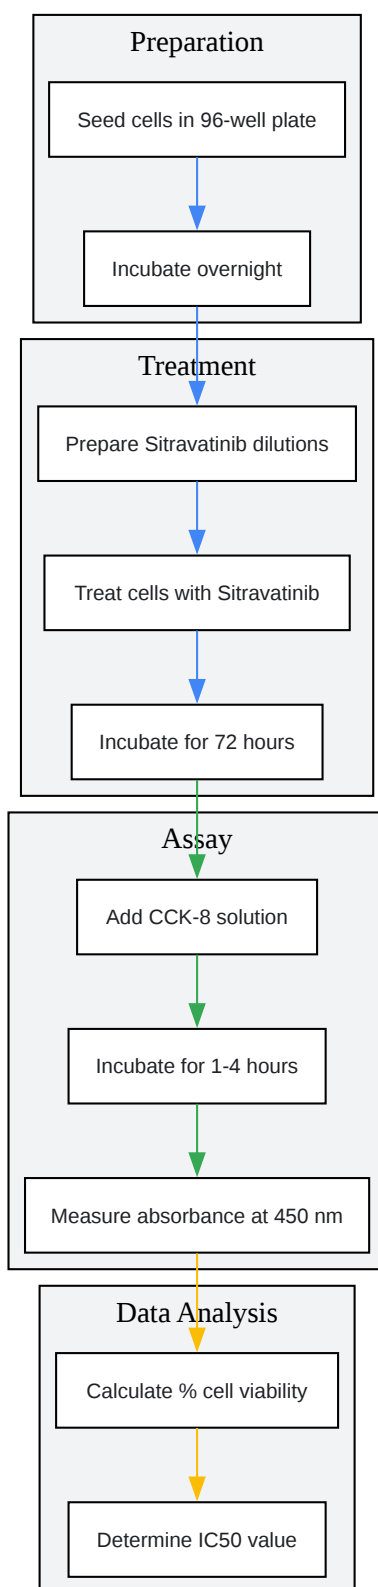 Preparation
Seed cells in 96-well plate
Incubate overnight
Treatment
Prepare Sitravatinib dilutions
Treat cells with Sitravatinib
Incubate for 72 hours
Assay
Add CCK-8 solution
Incubate for 1-4 hours
Measure absorbance at 450 nm
Data Analysis
Calculate % cell viability
Determine IC50 value